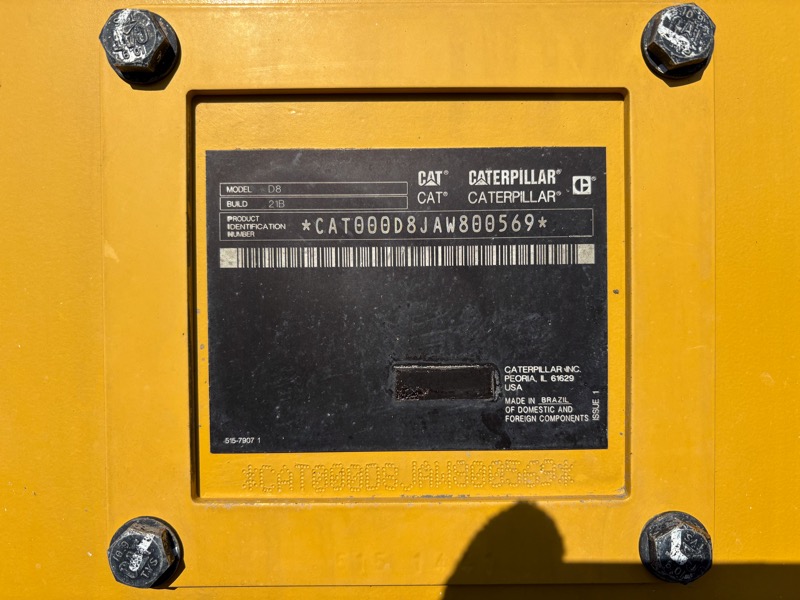 MODEL D8
BUILD 21B
CAT® CATERPILLAR®
CAT® CATERPILLAR®
PRODUCT
IDENTIFICATION
NUMBER
*CAT000D8JAW800569*
CATERPILLAR INC.
PEORIA, IL 61629
USA
MADE IN BRAZIL
OF DOMESTIC AND
FOREIGN COMPONENTS
ISSUE 1
515-7907 1
*CAT000D8JAW800569*